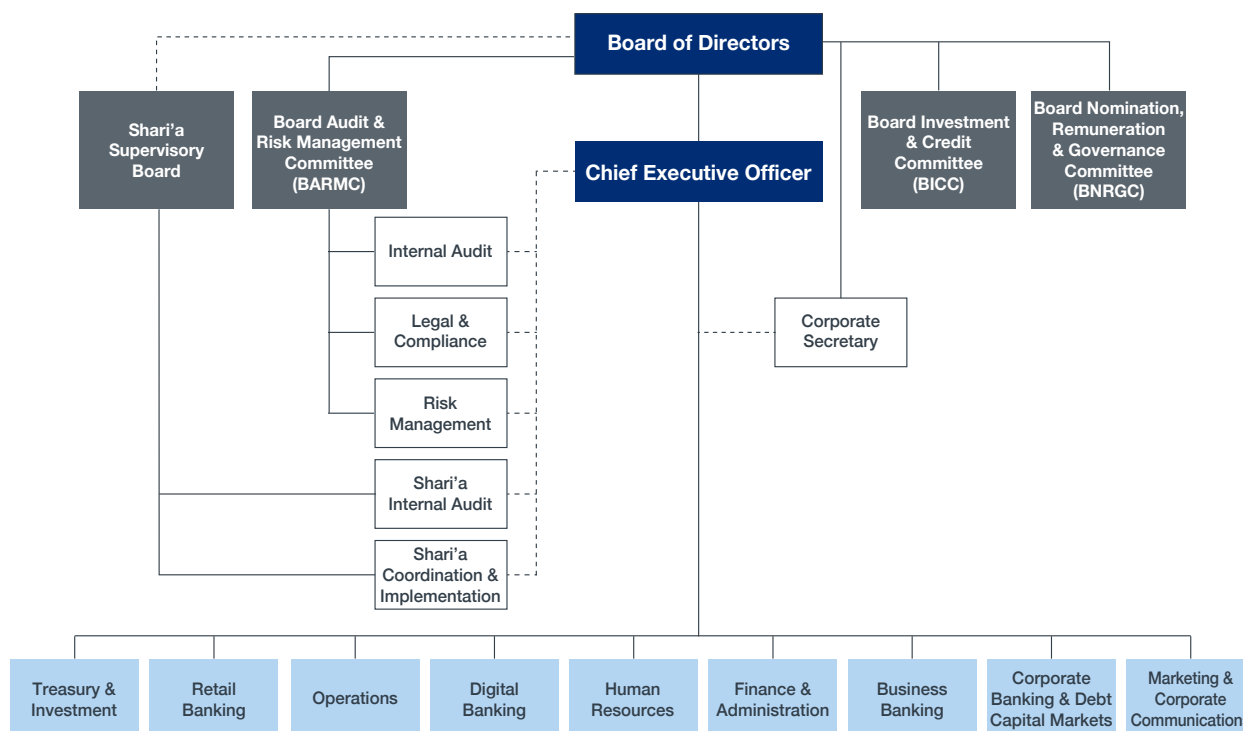 Board of Directors
Shari'a
Supervisory
Board
Board Audit &
Risk Management
Committee
(BARMC)
Chief Executive Officer
Board Investment
& Credit
Committee
(BICC)
Board Nomination,
Remuneration
& Governance
Committee
(BNRGC)
Internal Audit
Legal &
Compliance
Corporate
Secretary
Risk
Management
Shari'a
Internal Audit
Shari'a
Coordination &
Implementation
Treasury &
Investment
Retail
Banking
Operations
Digital
Banking
Human
Resources
Finance &
Administration
Business
Banking
Corporate
Banking & Debt
Capital Markets
Marketing &
Corporate
Communication